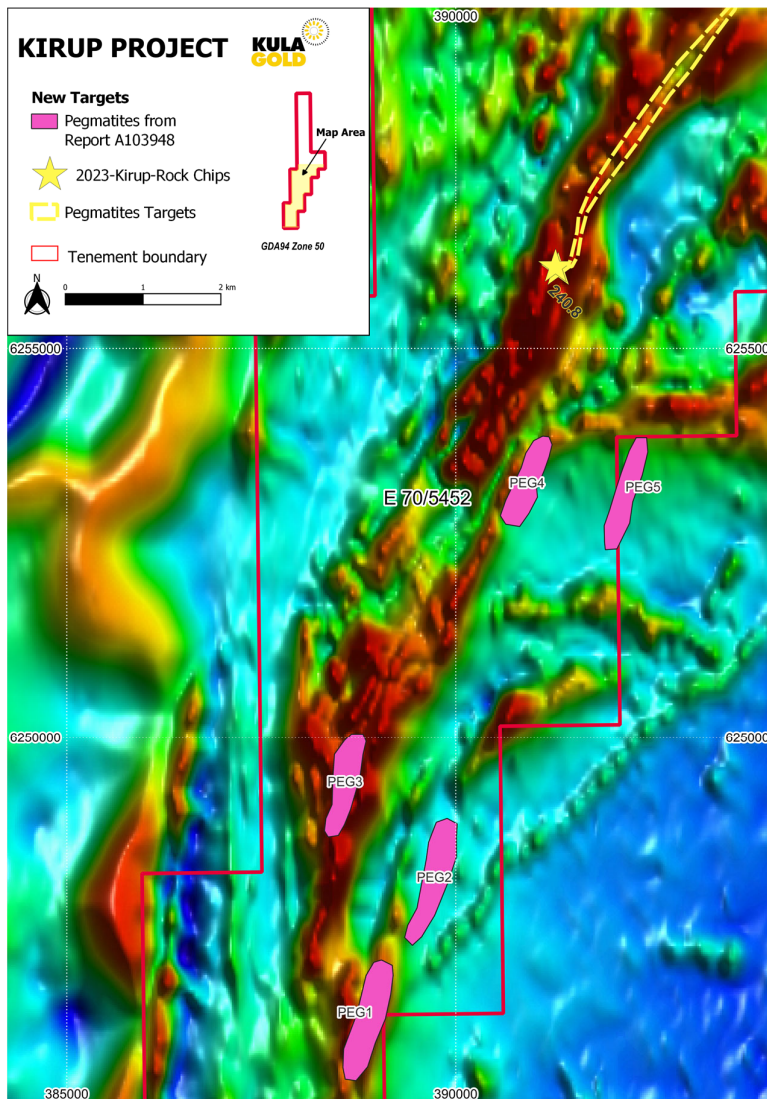 KIRUP PROJECT
KULA
GOLD
New Targets
Pegmatites from
Report A103948
2023-Kirup-Rock Chips
Pegmatites Targets
Tenement boundary
Map Area
GDA94 Zone 50
N
0 1 2 km
390000
240.8
6255000
625500
PEG4
PEG5
E 70/5452
6250000
625000
PEG3
PEG2
PEG1
385000
390000